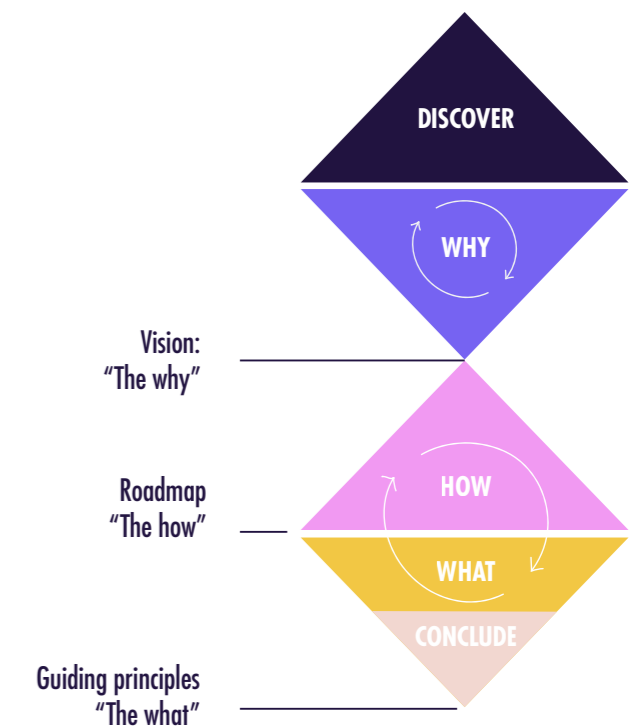 DISCOVER
WHY
Vision:
“The why”
HOW
Roadmap
“The how”
WHAT
CONCLUDE
Guiding principles
“The what”